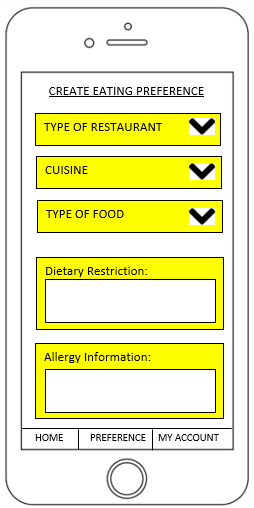 CREATE EATING PREFERENCE
TYPE OF RESTAURANT
CUISINE
TYPE OF FOOD
Dietary Restriction:
Allergy Information:
HOME PREFERENCE MY ACCOUNT